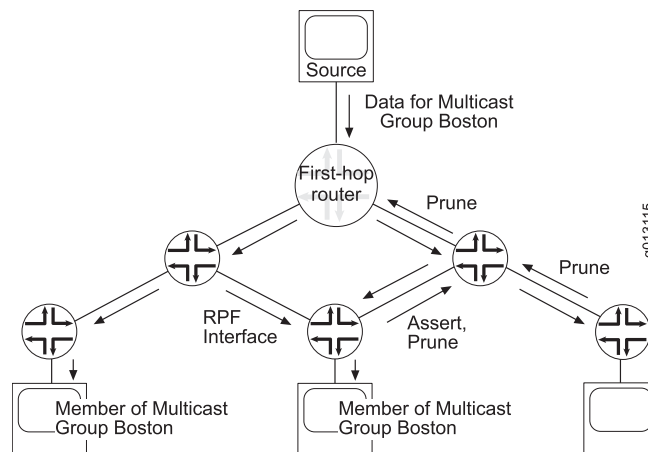 Source
Data for Multicast
Group Boston
First-hop
router
Prune
g013115
Prune
RPF
Interface
Assert,
Prune
Member of Multicast
Group Boston
Member of Multicast
Group Boston